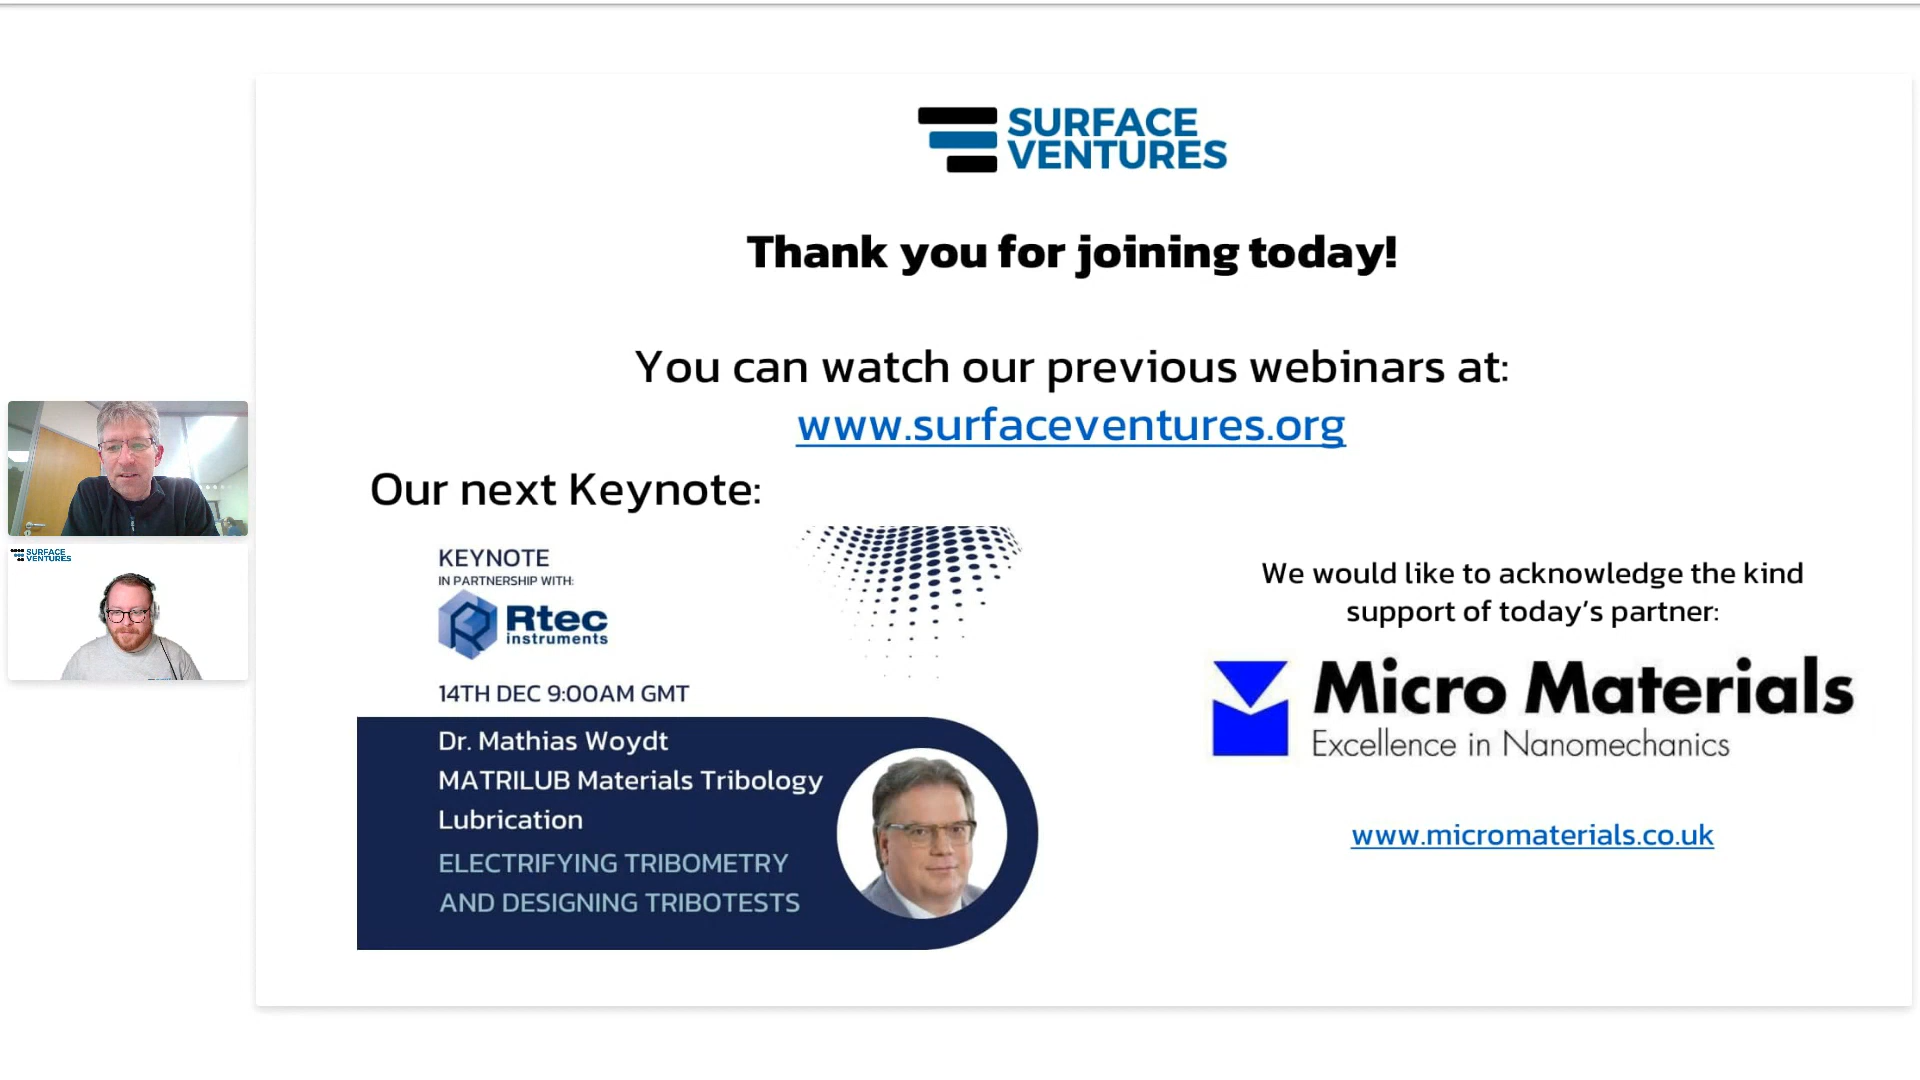 SURFACE
VENTURES
Thank you for joining today!
You can watch our previous webinars at:
www.surfaceventures.org
Our next Keynote:
KEYNOTE
IN PARTNERSHIP WITH:
Rtec
instruments
14TH DEC 9:00AM GMT
Dr. Mathias Woydt
MATRILUB Materials Tribology
Lubrication
ELECTRIFYING TRIBOMETRY
AND DESIGNING TRIBOTESTS
We would like to acknowledge the kind
support of today's partner:
Micro Materials
Excellence in Nanomechanics
www.micromaterials.co.uk
SURFACE
VENTURES